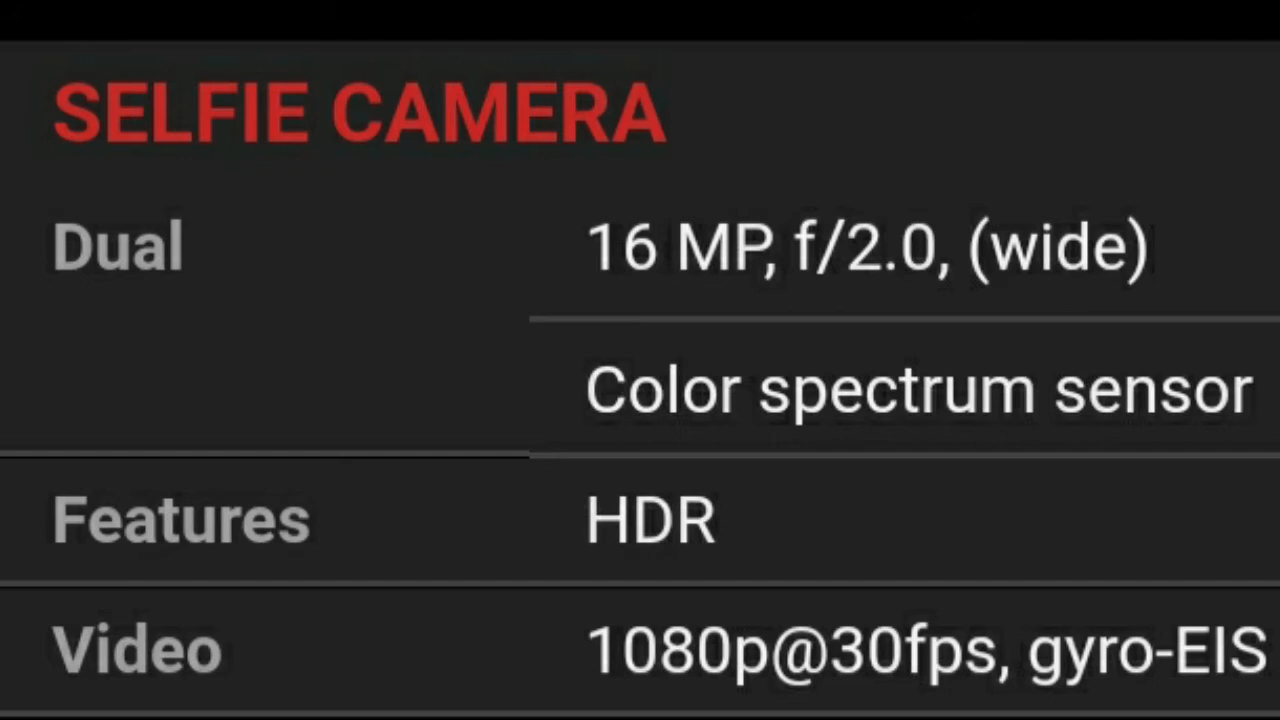 SELFIE CAMERA
Dual 16 MP, f/2.0, (wide)
Color spectrum sensor
Features HDR
Video 1080p@30fps, gyro-EIS